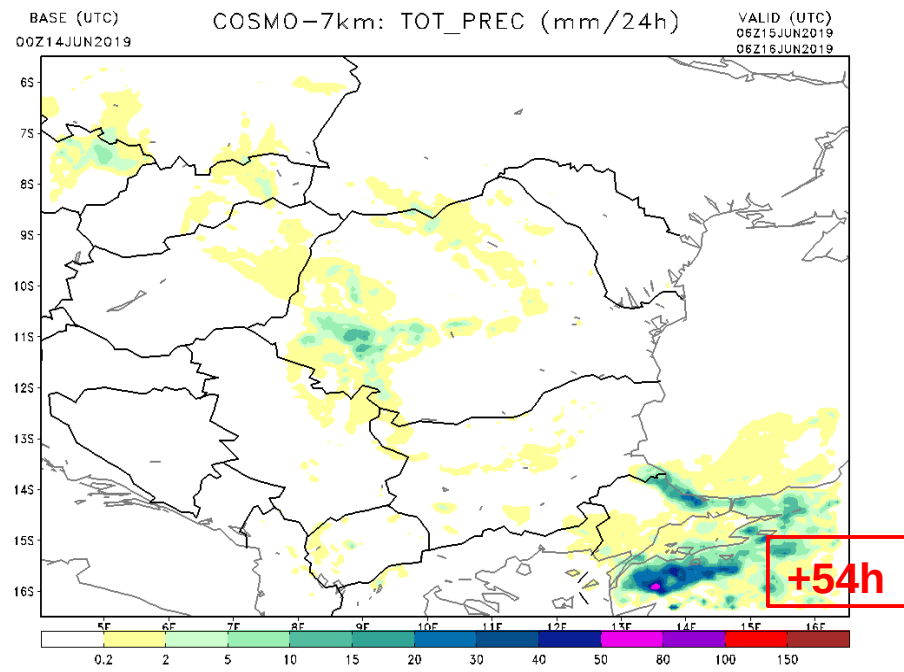 BASE (UTC)
00Z14JUN2019
COSMO-7km: TOT_PREC (mm/24h)
VALID (UTC)
06Z15JUN2019
06Z16JUN2019
6S
7S
8S
9S
10S
11S
12S
13S
14S
15S
16S
5E 6E 7E 8E 9E 10E 11E 12E 13E 14E 15E 16E
+54h
0.2 2 5 10 15 20 30 40 50 80 100 150